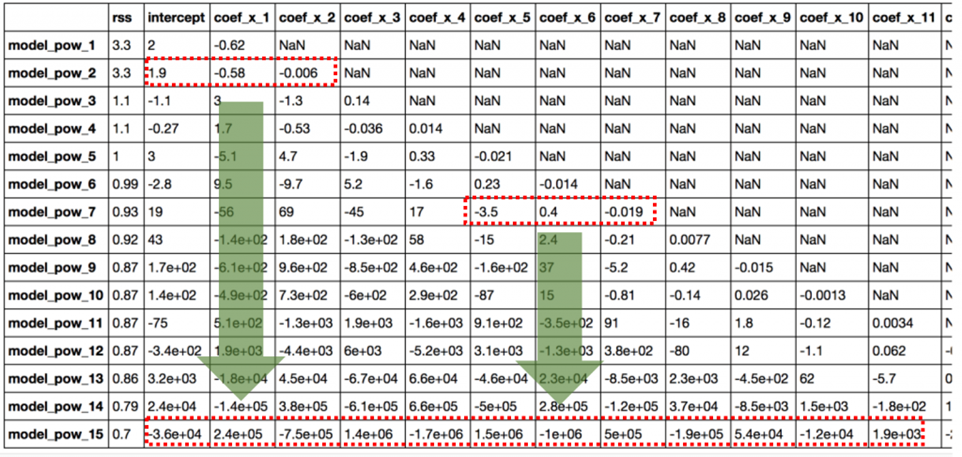 rss intercept coef_x_1 coef_x_2 coef_x_3 coef_x_4 coef_x_5 coef_x_6 coef_x_7 coef_x_8 coef_x_9 coef_x_10 coef_x_11 c
model_pow_1 3.3 2 -0.62 NaN NaN NaN NaN NaN NaN NaN NaN NaN NaN N
model_pow_2 3.3 1.9 -0.58 -0.006 NaN NaN NaN NaN NaN NaN NaN NaN NaN N
model_pow_3 1.1 -1.1 3 -1.3 0.14 NaN NaN NaN NaN NaN NaN NaN NaN N
model_pow_4 1.1 -0.27 1.7 -0.53 -0.036 0.014 NaN NaN NaN NaN NaN NaN NaN N
model_pow_5 1 3 -5.1 4.7 -1.9 0.33 -0.021 NaN NaN NaN NaN NaN NaN N
model_pow_6 0.99 -2.8 9.5 -9.7 5.2 -1.6 0.23 -0.014 NaN NaN NaN NaN NaN N
model_pow_7 0.93 19 -56 69 -45 17 -3.5 0.4 -0.019 NaN NaN NaN NaN N
model_pow_8 0.92 43 -1.4e+02 1.8e+02 -1.3e+02 58 -15 2.4 -0.21 0.0077 NaN NaN NaN N
model_pow_9 0.87 1.7e+02 -6.1e+02 9.6e+02 -8.5e+02 4.6e+02 -1.6e+02 37 -5.2 0.42 -0.015 NaN NaN N
model_pow_10 0.87 1.4e+02 -4.9e+02 7.3e+02 -6e+02 2.9e+02 -87 15 -0.81 -0.14 0.026 -0.0013 NaN N
model_pow_11 0.87 -75 5.1e+02 -1.3e+03 1.9e+03 -1.6e+03 9.1e+02 -3.5e+02 91 -16 1.8 -0.12 0.0034 N
model_pow_12 0.87 -3.4e+02 1.9e+03 -4.4e+03 6e+03 -5.2e+03 3.1e+03 -1.3e+03 3.8e+02 -80 12 -1.1 0.062
model_pow_13 0.86 3.2e+03 -1.8e+04 4.5e+04 -6.7e+04 6.6e+04 -4.6e+04 2.3e+04 -8.5e+03 2.3e+03 -4.5e+02 62 -5.7 0
model_pow_14 0.79 2.4e+04 -1.4e+05 3.8e+05 -6.1e+05 6.6e+05 -5e+05 2.8e+05 -1.2e+05 3.7e+04 -8.5e+03 1.5e+03 -1.8e+02 1
model_pow_15 0.7 -3.6e+04 2.4e+05 -7.5e+05 1.4e+06 -1.7e+06 1.5e+06 -1e+06 5e+05 -1.9e+05 5.4e+04 -1.2e+04 1.9e+03